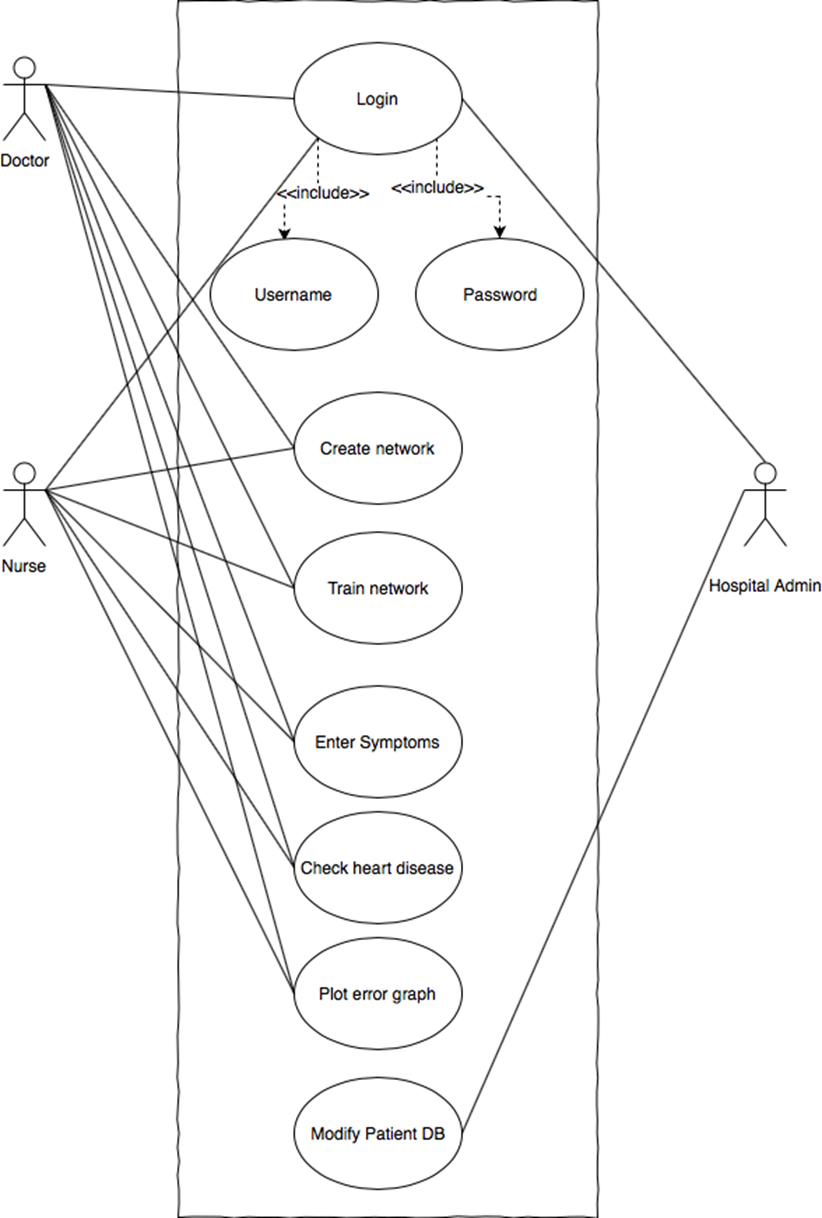 Login
Doctor
<<include>>
<<include>>
Username
Password
Create network
Nurse
Hospital Admin
Train network
Enter Symptoms
Check heart disease
Plot error graph
Modify Patient DB